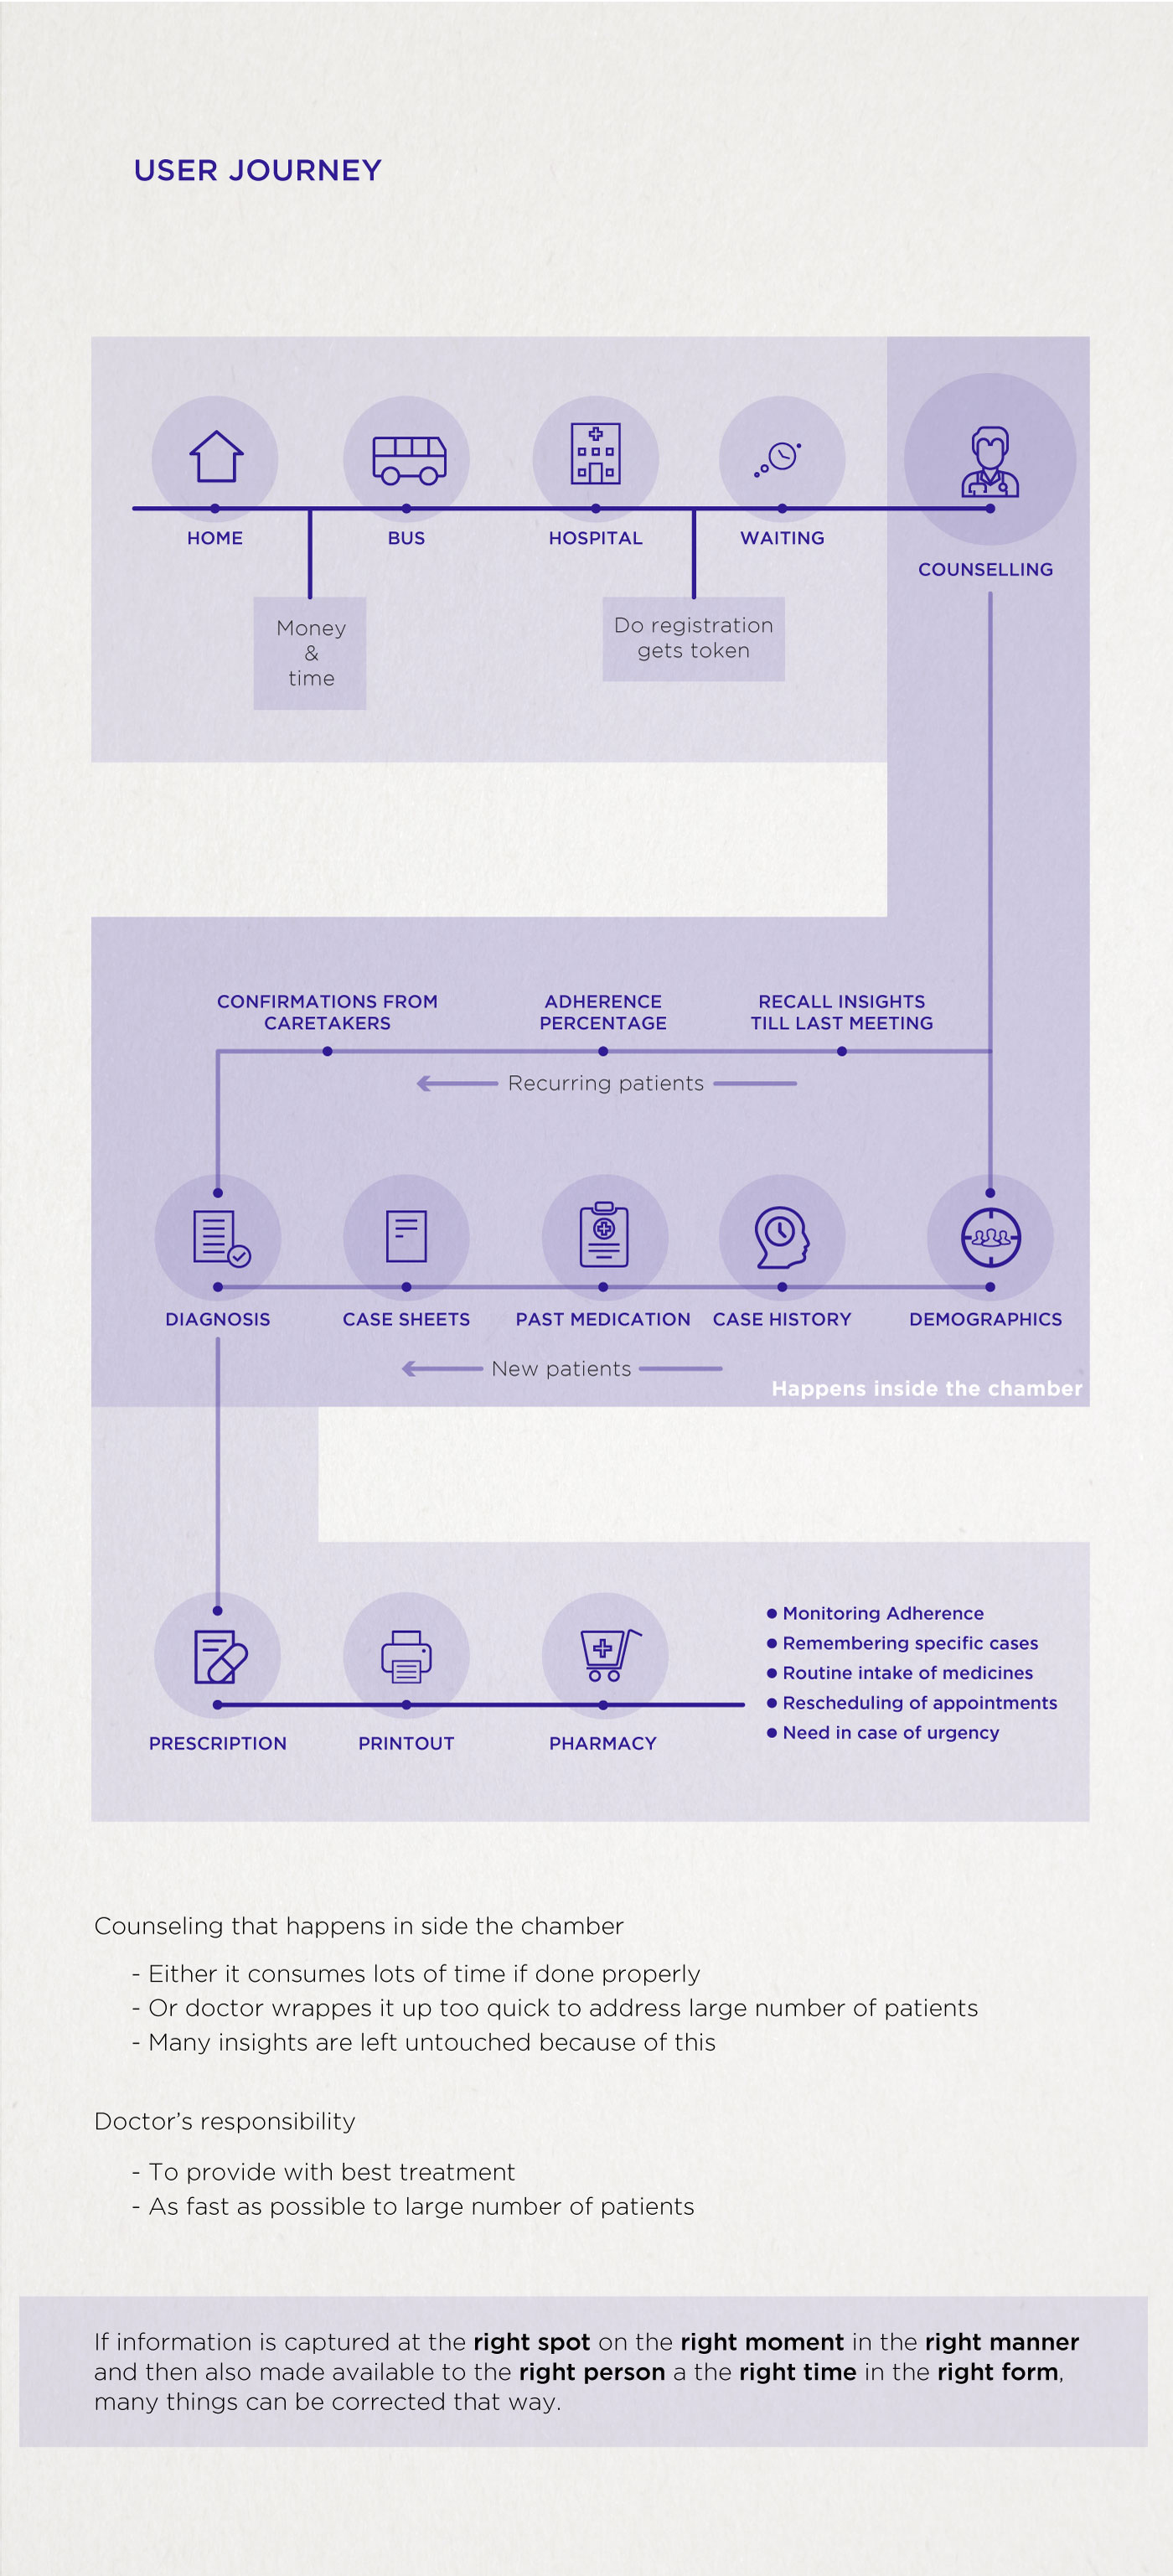 USER JOURNEY
HOME
BUS
HOSPITAL
WAITING
COUNSELLING
Money
&
time
Do registration
gets token
CONFIRMATIONS FROM
CARETAKERS
ADHERENCE
PERCENTAGE
RECALL INSIGHTS
TILL LAST MEETING
Recurring patients
DIAGNOSIS
CASE SHEETS
PAST MEDICATION
CASE HISTORY
DEMOGRAPHICS
New patients
Happens inside the chamber
PRESCRIPTION
PRINTOUT
PHARMACY
● Monitoring Adherence
● Remembering specific cases
● Routine intake of medicines
● Rescheduling of appointments
● Need in case of urgency
Counseling that happens in side the chamber
- Either it consumes lots of time if done properly
- Or doctor wrappes it up too quick to address large number of patients
- Many insights are left untouched because of this
Doctor’s responsibility
- To provide with best treatment
- As fast as possible to large number of patients
If information is captured at the right spot on the right moment in the right manner
and then also made available to the right person a the right time in the right form,
many things can be corrected that way.